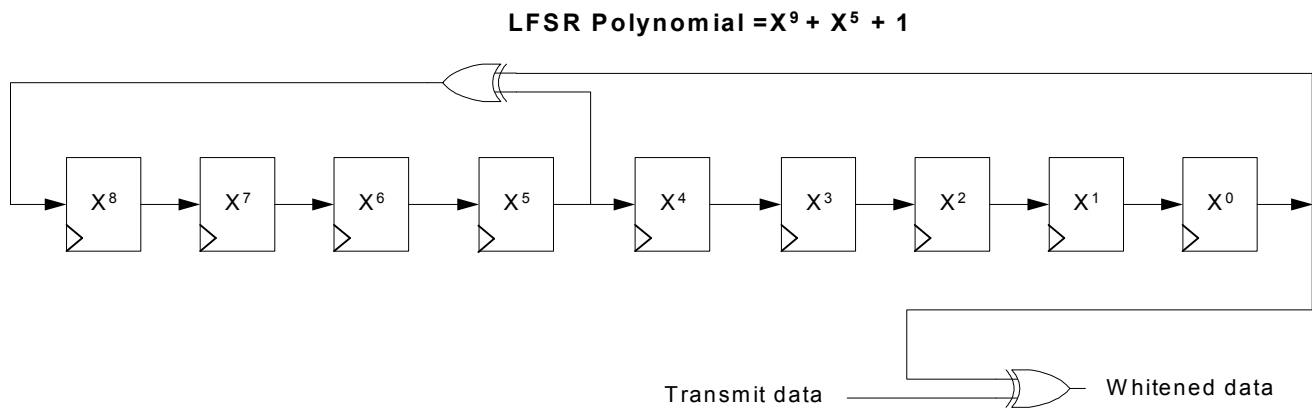 LFSR Polynomial =X⁹ + X⁵ + 1
X⁸ X⁷ X⁶ X⁵ X⁴ X³ X² X¹ X⁰
Transmit data Whitened data